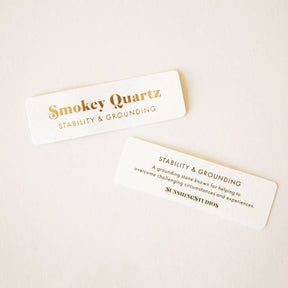 Smokey Quartz
STABILITY & GROUNDING
STABILITY & GROUNDING
A grounding stone known for helping to
overcome challenging circumstances and experiences.
SUNSHINESTUDIOS